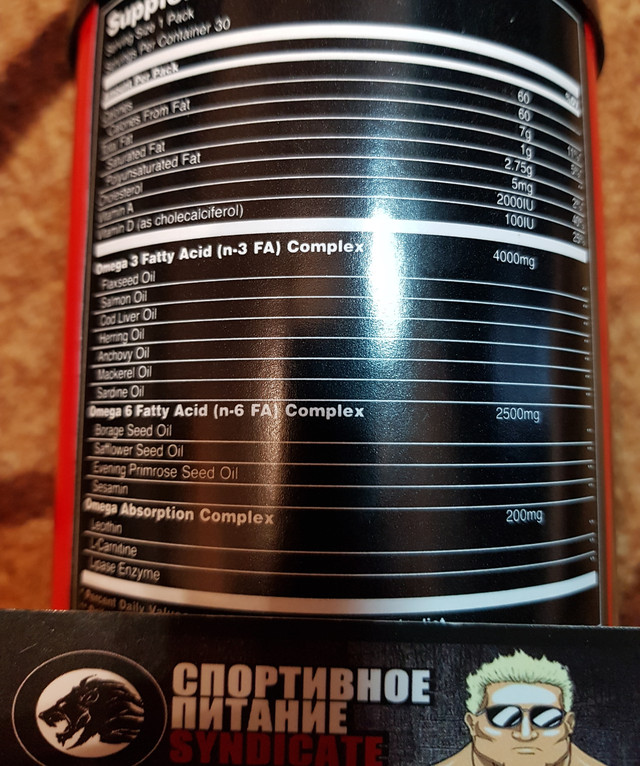 Serving Size 1 Pack
Servings Per Container 30
Per Pack
Calories From Fat 60
60
Fat 7g
Saturated Fat 1g
Polyunsaturated Fat 2.75g
Cholesterol 5mg
Vitamin A 2000IU
Vitamin D (as cholecalciferol) 100IU
Omega 3 Fatty Acid (n-3 FA) Complex 4000mg
Flaxseed Oil
Salmon Oil
Cod Liver Oil
Herring Oil
Anchovy Oil
Mackerel Oil
Sardine Oil
Omega 6 Fatty Acid (n-6 FA) Complex 2500mg
Borage Seed Oil
Safflower Seed Oil
Evening Primrose Seed Oil
Sesamin
Omega Absorption Complex 200mg
Lecithin
L-Carnitine
Lipase Enzyme
Percent Daily
СПОРТИВНОЕ
ПИТАНИЕ
SYNDICATE